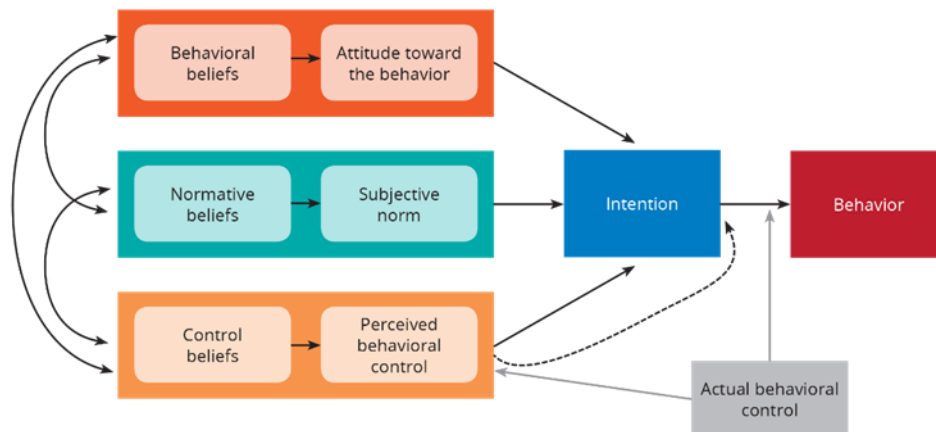 Behavioral
beliefs
Attitude toward
the behavior
Normative
beliefs
Subjective
norm
Intention
Behavior
Control
beliefs
Perceived
behavioral
control
Actual behavioral
control